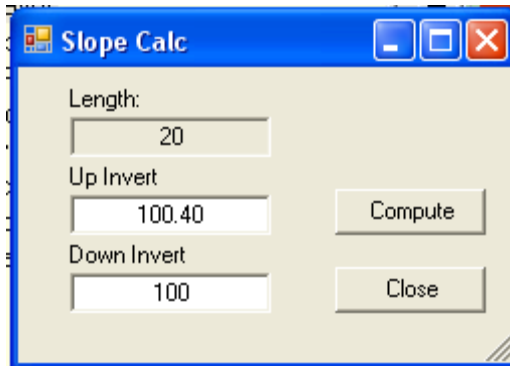 Slope Calc
Length:
20
Up Invert
100.40
Compute
Down Invert
100
Close